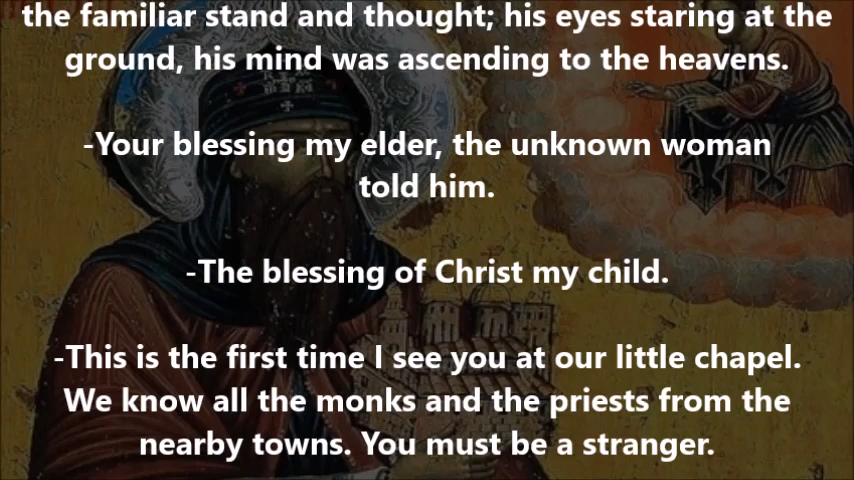 the familiar stand and thought; his eyes staring at the
ground, his mind was ascending to the heavens.
-Your blessing my elder, the unknown woman
told him.
-The blessing of Christ my child.
-This is the first time I see you at our little chapel.
We know all the monks and the priests from the
nearby towns. You must be a stranger.